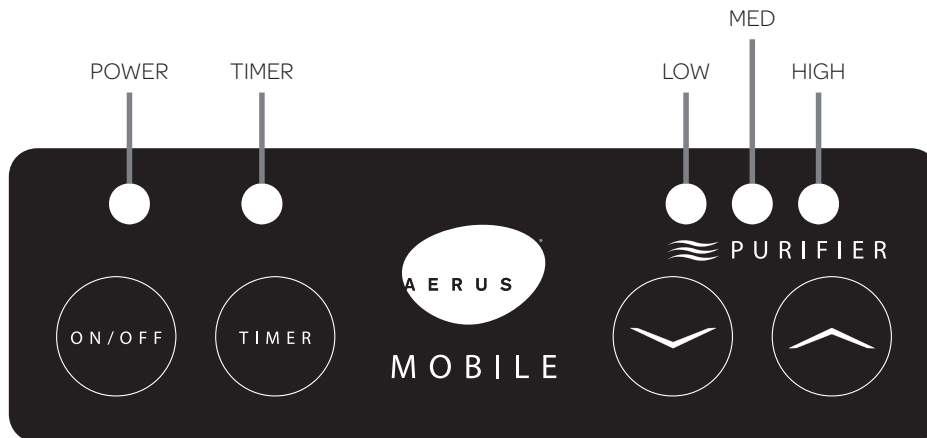 MED
POWER TIMER LOW HIGH
PURIFIER
AERUS
ON/OFF TIMER
MOBILE